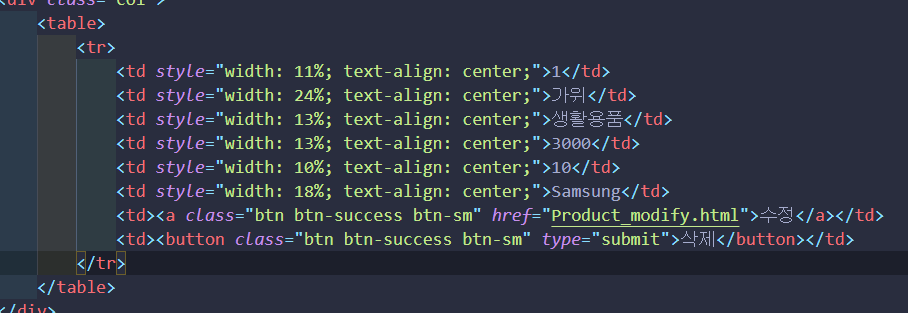 <div class="col">
<table>
<tr>
<td style="width: 11%; text-align: center;">1</td>
<td style="width: 24%; text-align: center;">가위</td>
<td style="width: 13%; text-align: center;">생활용품</td>
<td style="width: 13%; text-align: center;">3000</td>
<td style="width: 10%; text-align: center;">10</td>
<td style="width: 18%; text-align: center;">Samsung</td>
<td><a class="btn btn-success btn-sm" href="Product_modify.html">수정</a></td>
<td><button class="btn btn-success btn-sm" type="submit">삭제</button></td>
</tr>
</table>
</div>